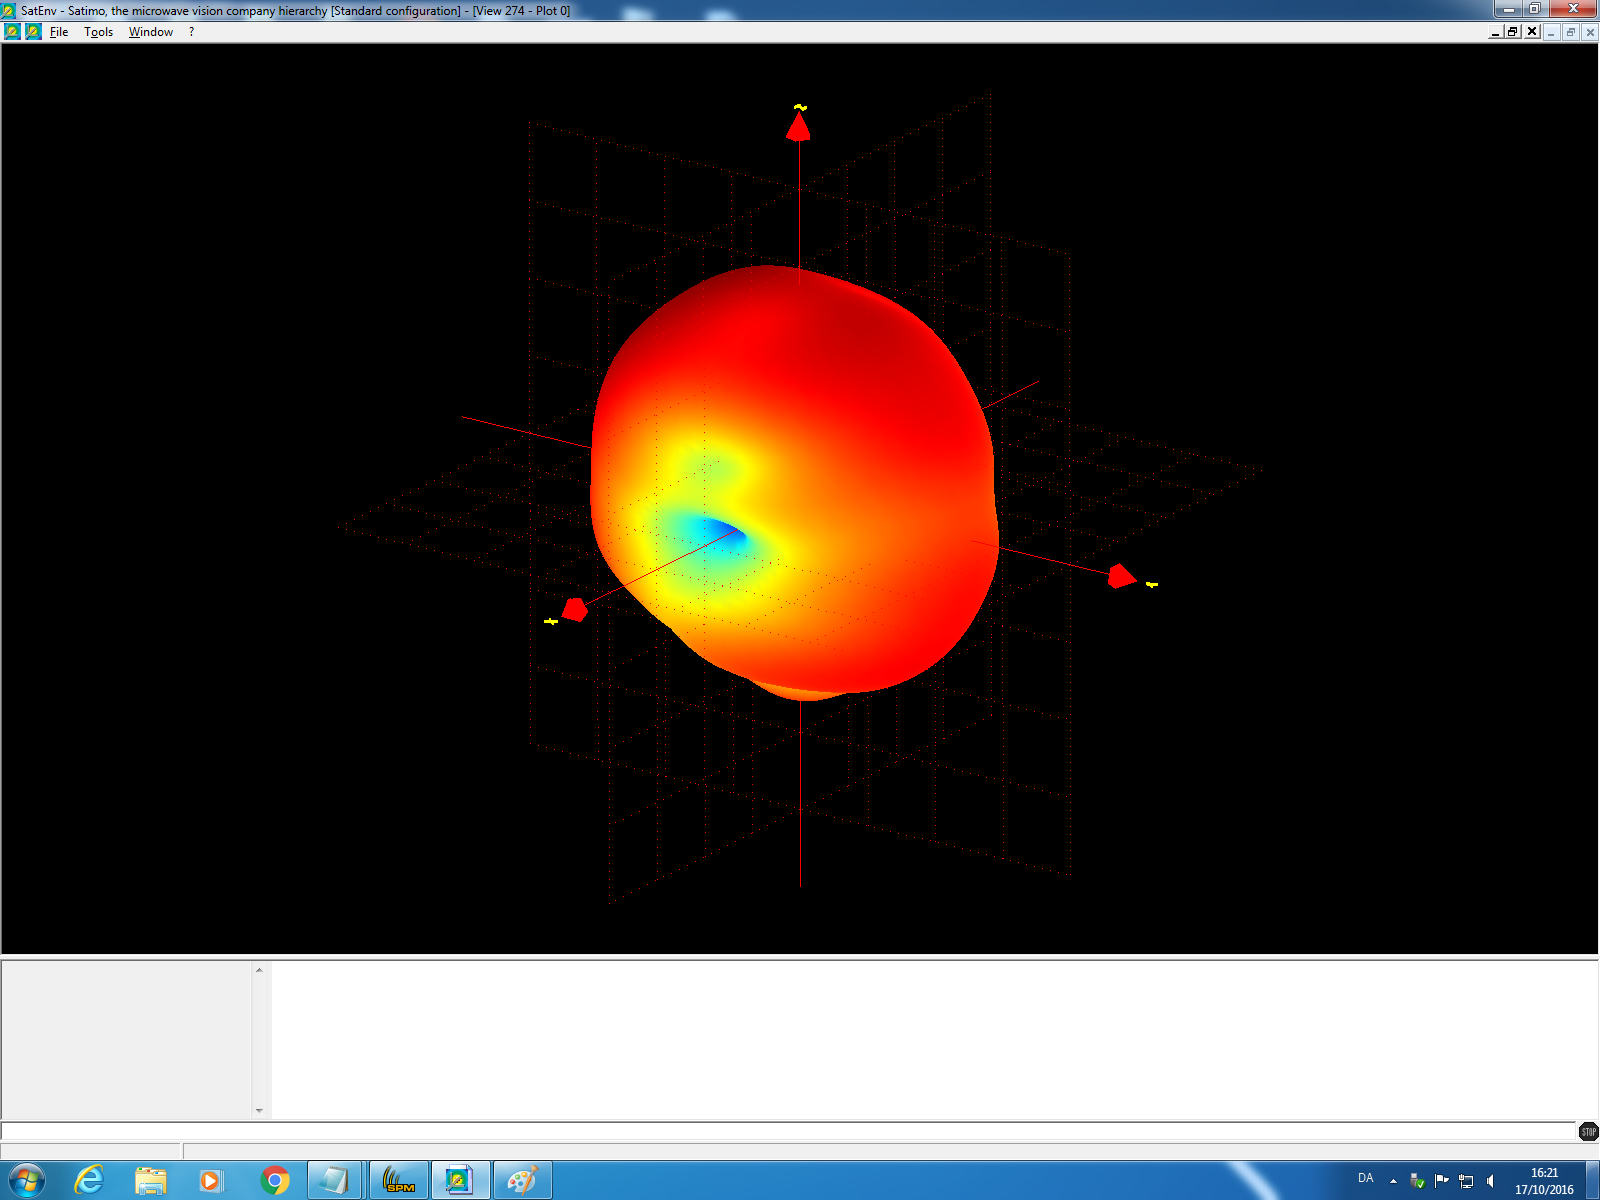 SatEnv - Satimo, the microwave vision company hierarchy [Standard configuration] - [View 274 - Plot 0]
File Tools Window ?
STOP
SPM
DA
16:21
17/10/2016